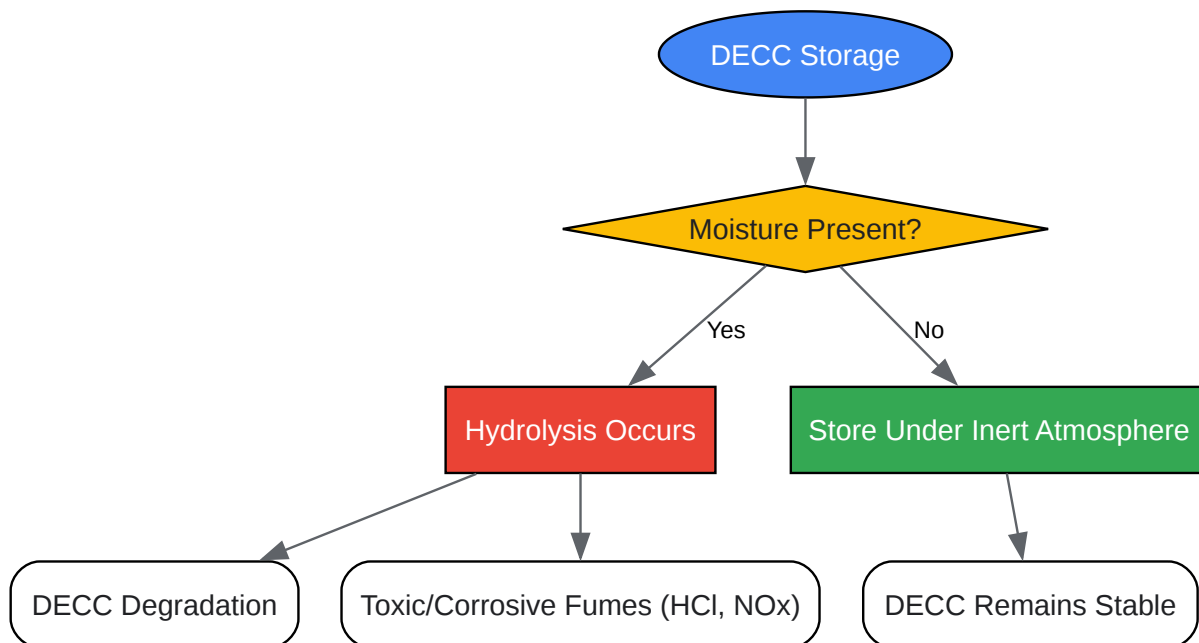 DECC Storage
Moisture Present?
Yes
No
Hydrolysis Occurs
Store Under Inert Atmosphere
DECC Degradation
Toxic/Corrosive Fumes (HCl, NOx)
DECC Remains Stable